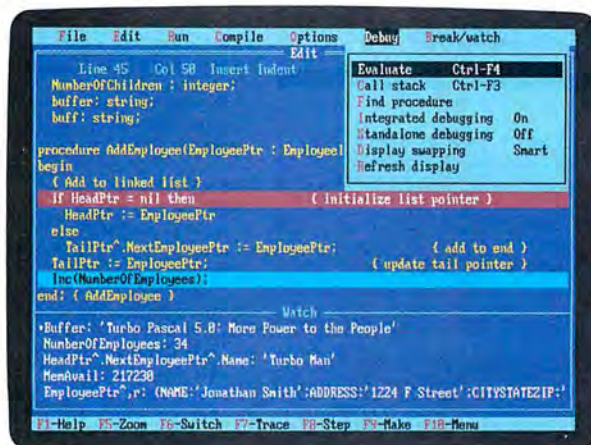 File Edit Run Compile Options Debug Break/watch
Edit
Line 45 Col 50 Insert Indent
NumberOfChildren : integer;
buffer: string;
buff: string;
procedure AddEmployee(EmployeePtr : Employeel
begin
{ Add to linked list }
if HeadPtr = nil then { Initialize list pointer }
HeadPtr := EmployeePtr
else
TailPtr^.NextEmployeePtr := EmployeePtr; { add to end }
TailPtr := EmployeePtr; { update tail pointer }
Inc(NumberOfEmployees);
end; { AddEmployee }
Evaluate Ctrl-F4
Call stack Ctrl-F3
Find procedure
Integrated debugging On
Standalone debugging Off
Display swapping Smart
Refresh display
Watch
•Buffer: 'Turbo Pascal 5.0: More Power to the People'
NumberOfEmployees: 34
HeadPtr^.NextEmployeePtr^.Name: 'Turbo Man'
MemAvail: 217230
EmployeePtr^,r: (NAME:'Jonathan Smith';ADDRESS:'1224 F Street';CITYSTATEZIP:'
F1-Help F5-Zoom F6-Switch F7-Trace F8-Step F9-Make F10-Menu